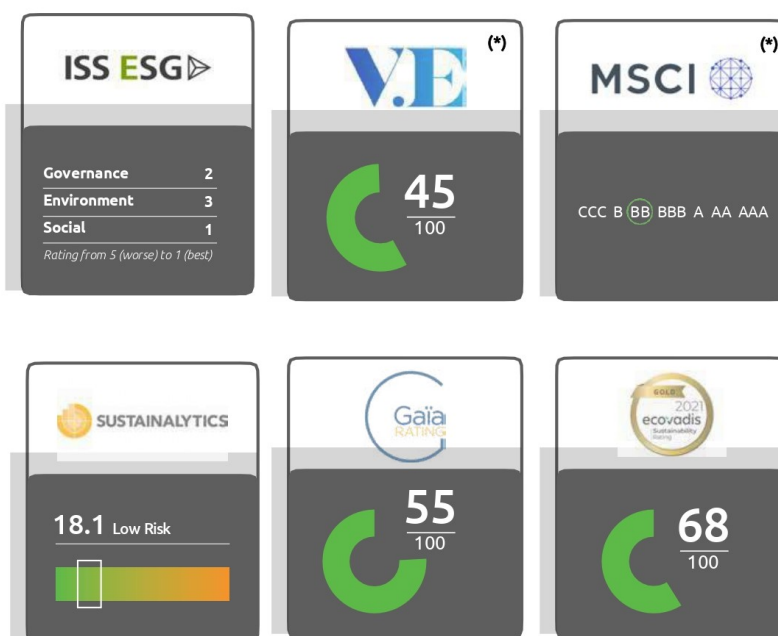 ISS ESG
Governance 2
Environment 3
Social 1
Rating from 5 (worse) to 1 (best)
V.E (*)
45
100
MSCI (*)
CCC B BB BBB A AA AAA
SUSTAINALYTICS
18.1 Low Risk
Gaïa
RATING
55
100
GOLD
2021
ecovadis
Sustainability
Rating
68
100